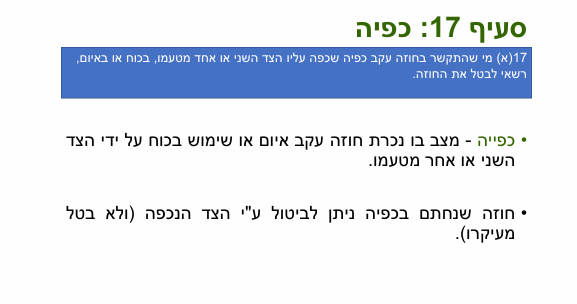 סעיף 17: כפיה
17(א) מי שהתקשר בחוזה עקב כפיה שכפה עליו הצד השני או אחד מטעמו, בכוח או באיום,
רשאי לבטל את החוזה.
• כפייה - מצב בו נכרת חוזה עקב איום או שימוש בכוח על ידי הצד
השני או אחר מטעמו.
• חוזה שנחתם בכפיה ניתן לביטול ע"י הצד הנכפה (ולא בטל
מעיקרו).